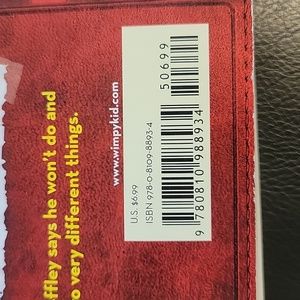 ffley says he won't do and
o very different things.
www.wimpykid.com
50699
U.S. $6.99
ISBN 978-0-8109-8893-4
9 780810 988934